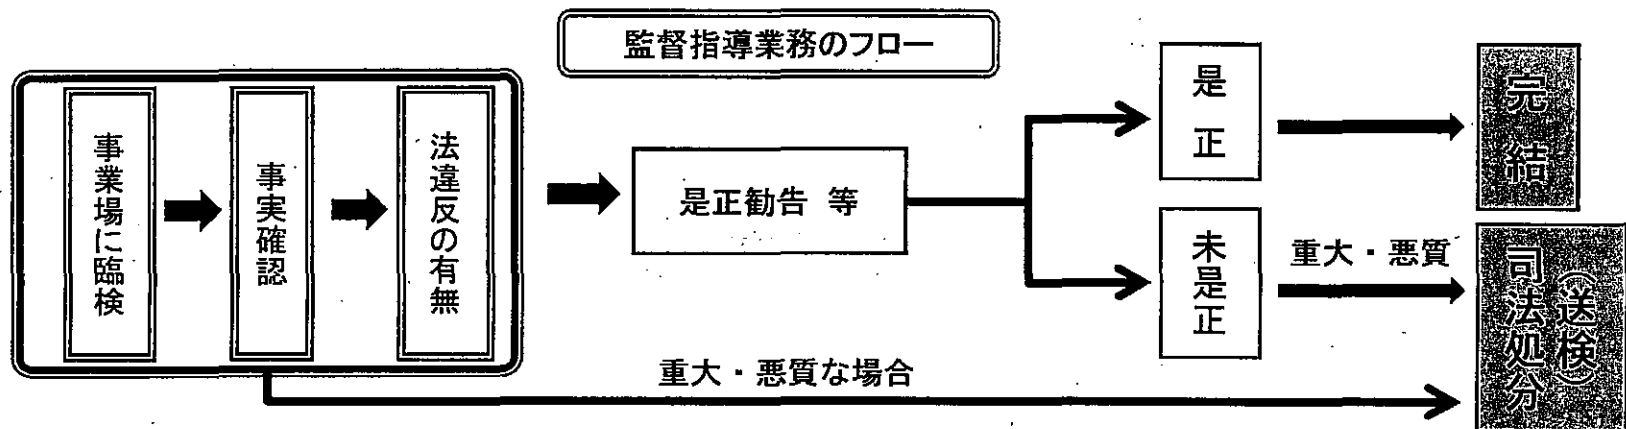 監督指導業務のフロー
事業場に臨検
事実確認
法違反の有無
是正勧告 等
是正
未是正
重大・悪質
完結
司法処分
(送検)
重大・悪質な場合